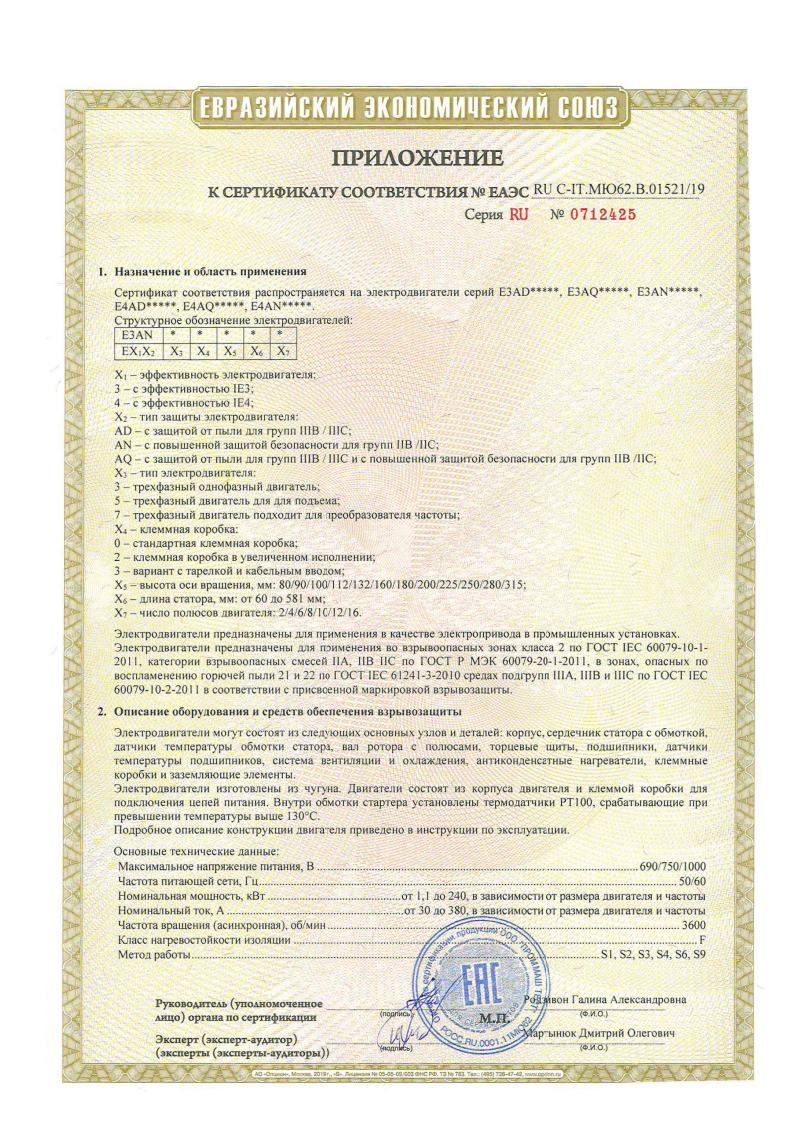 ЕВРАЗИЙСКИЙ ЭКОНОМИЧЕСКИЙ СОЮЗ
ПРИЛОЖЕНИЕ
К СЕРТИФИКАТУ СООТВЕТСТВИЯ № ЕАЭС RU C-IT.МЮ62.В.01521/19
Серия RU № 0712425
1. Назначение и область применения
Сертификат соответствия распространяется на электродвигатели серий E3AD*****, E3AQ*****, E3AN*****,
E4AD*****, E4AQ*****, E4AN*****.
Структурное обозначение электродвигателей:
E3AN * * * * *
EX₁X₂ X₃ X₄ X₅ X₆ X₇
X₁ – эффективность электродвигателя;
3 – с эффективностью IE3;
4 – с эффективностью IE4;
X₂ – тип защиты электродвигателя:
AD – с защитой от пыли для групп IIIB / IIIC;
AN – с повышенной защитой безопасности для групп IIB /IIC;
AQ – с защитой от пыли для групп IIIB / IIIC и с повышенной защитой безопасности для групп IIB /IIC;
X₃ – тип электродвигателя:
3 – трехфазный однофазный двигатель;
5 – трехфазный двигатель для для подъема;
7 – трехфазный двигатель подходит для преобразователя частоты;
X₄ – клеммная коробка:
0 – стандартная клеммная коробка;
2 – клеммная коробка в увеличенном исполнении;
3 – вариант с тарелкой и кабельным вводом;
X₅ – высота оси вращения, мм: 80/90/100/112/132/160/180/200/225/250/280/315;
X₆ – длина статора, мм: от 60 до 581 мм;
X₇ – число полюсов двигателя: 2/4/6/8/10/12/16.
Электродвигатели предназначены для применения в качестве электропривода в промышленных установках.
Электродвигатели предназначены для применения во взрывоопасных зонах класса 2 по ГОСТ IEC 60079-10-1-
2011, категории взрывоопасных смесей IIA, IIB IIC по ГОСТ Р МЭК 60079-20-1-2011, в зонах, опасных по
воспламенению горючей пыли 21 и 22 по ГОСТ IEC 61241-3-2010 средах подгрупп IIIA, IIIB и IIIC по ГОСТ IEC
60079-10-2-2011 в соответствии с присвоенной маркировкой взрывозащиты.
2. Описание оборудования и средств обеспечения взрывозащиты
Электродвигатели могут состоят из следующих основных узлов и деталей: корпус, сердечник статора с обмоткой,
датчики температуры обмотки статора, вал ротора с полюсами, торцевые щиты, подшипники, датчики
температуры подшипников, система вентиляции и охлаждения, антиконденсатные нагреватели, клеммные
коробки и заземляющие элементы.
Электродвигатели изготовлены из чугуна. Двигатели состоят из корпуса двигателя и клеммой коробки для
подключения цепей питания. Внутри обмотки стартера установлены термодатчики PT100, срабатывающие при
превышении температуры выше 130°С.
Подробное описание конструкции двигателя приведено в инструкции по эксплуатации.
Основные технические данные:
Максимальное напряжение питания, В ... 690/750/1000
Частота питающей сети, Гц ... 50/60
Номинальная мощность, кВт ... от 1,1 до 240, в зависимости от размера двигателя и частоты
Номинальный ток, А ... от 30 до 380, в зависимости от размера двигателя и частоты
Частота вращения (асинхронная), об/мин ... 3600
Класс нагревостойкости изоляции ... F
Метод работы ... S1, S2, S3, S4, S6, S9
Руководитель (уполномоченное
лицо) органа по сертификации
(подпись)
М.П.
Родзивон Галина Александровна
(Ф.И.О.)
Эксперт (эксперт-аудитор)
(эксперты (эксперты-аудиторы))
(подпись)
Мартынюк Дмитрий Олегович
(Ф.И.О.)
ЕАС
РОСС RU.0001.11МЮ62
АО «Опцион», Москва, 2019 г., «Б». Лицензия № 05-05-09/003 ФНС РФ. ТЗ № 783. Тел.: (495) 726-47-42, www.opcion.ru